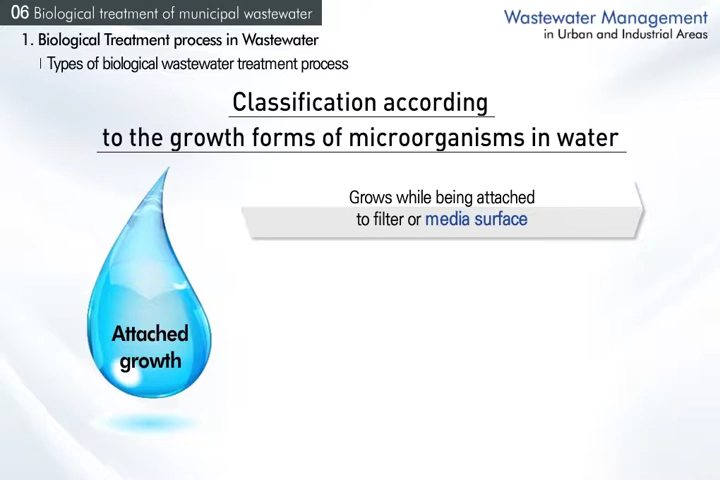 06 Biological treatment of municipal wastewater
Wastewater Management
in Urban and Industrial Areas
1. Biological Treatment process in Wastewater
| Types of biological wastewater treatment process
Classification according
to the growth forms of microorganisms in water
Grows while being attached
to filter or media surface
Attached
growth